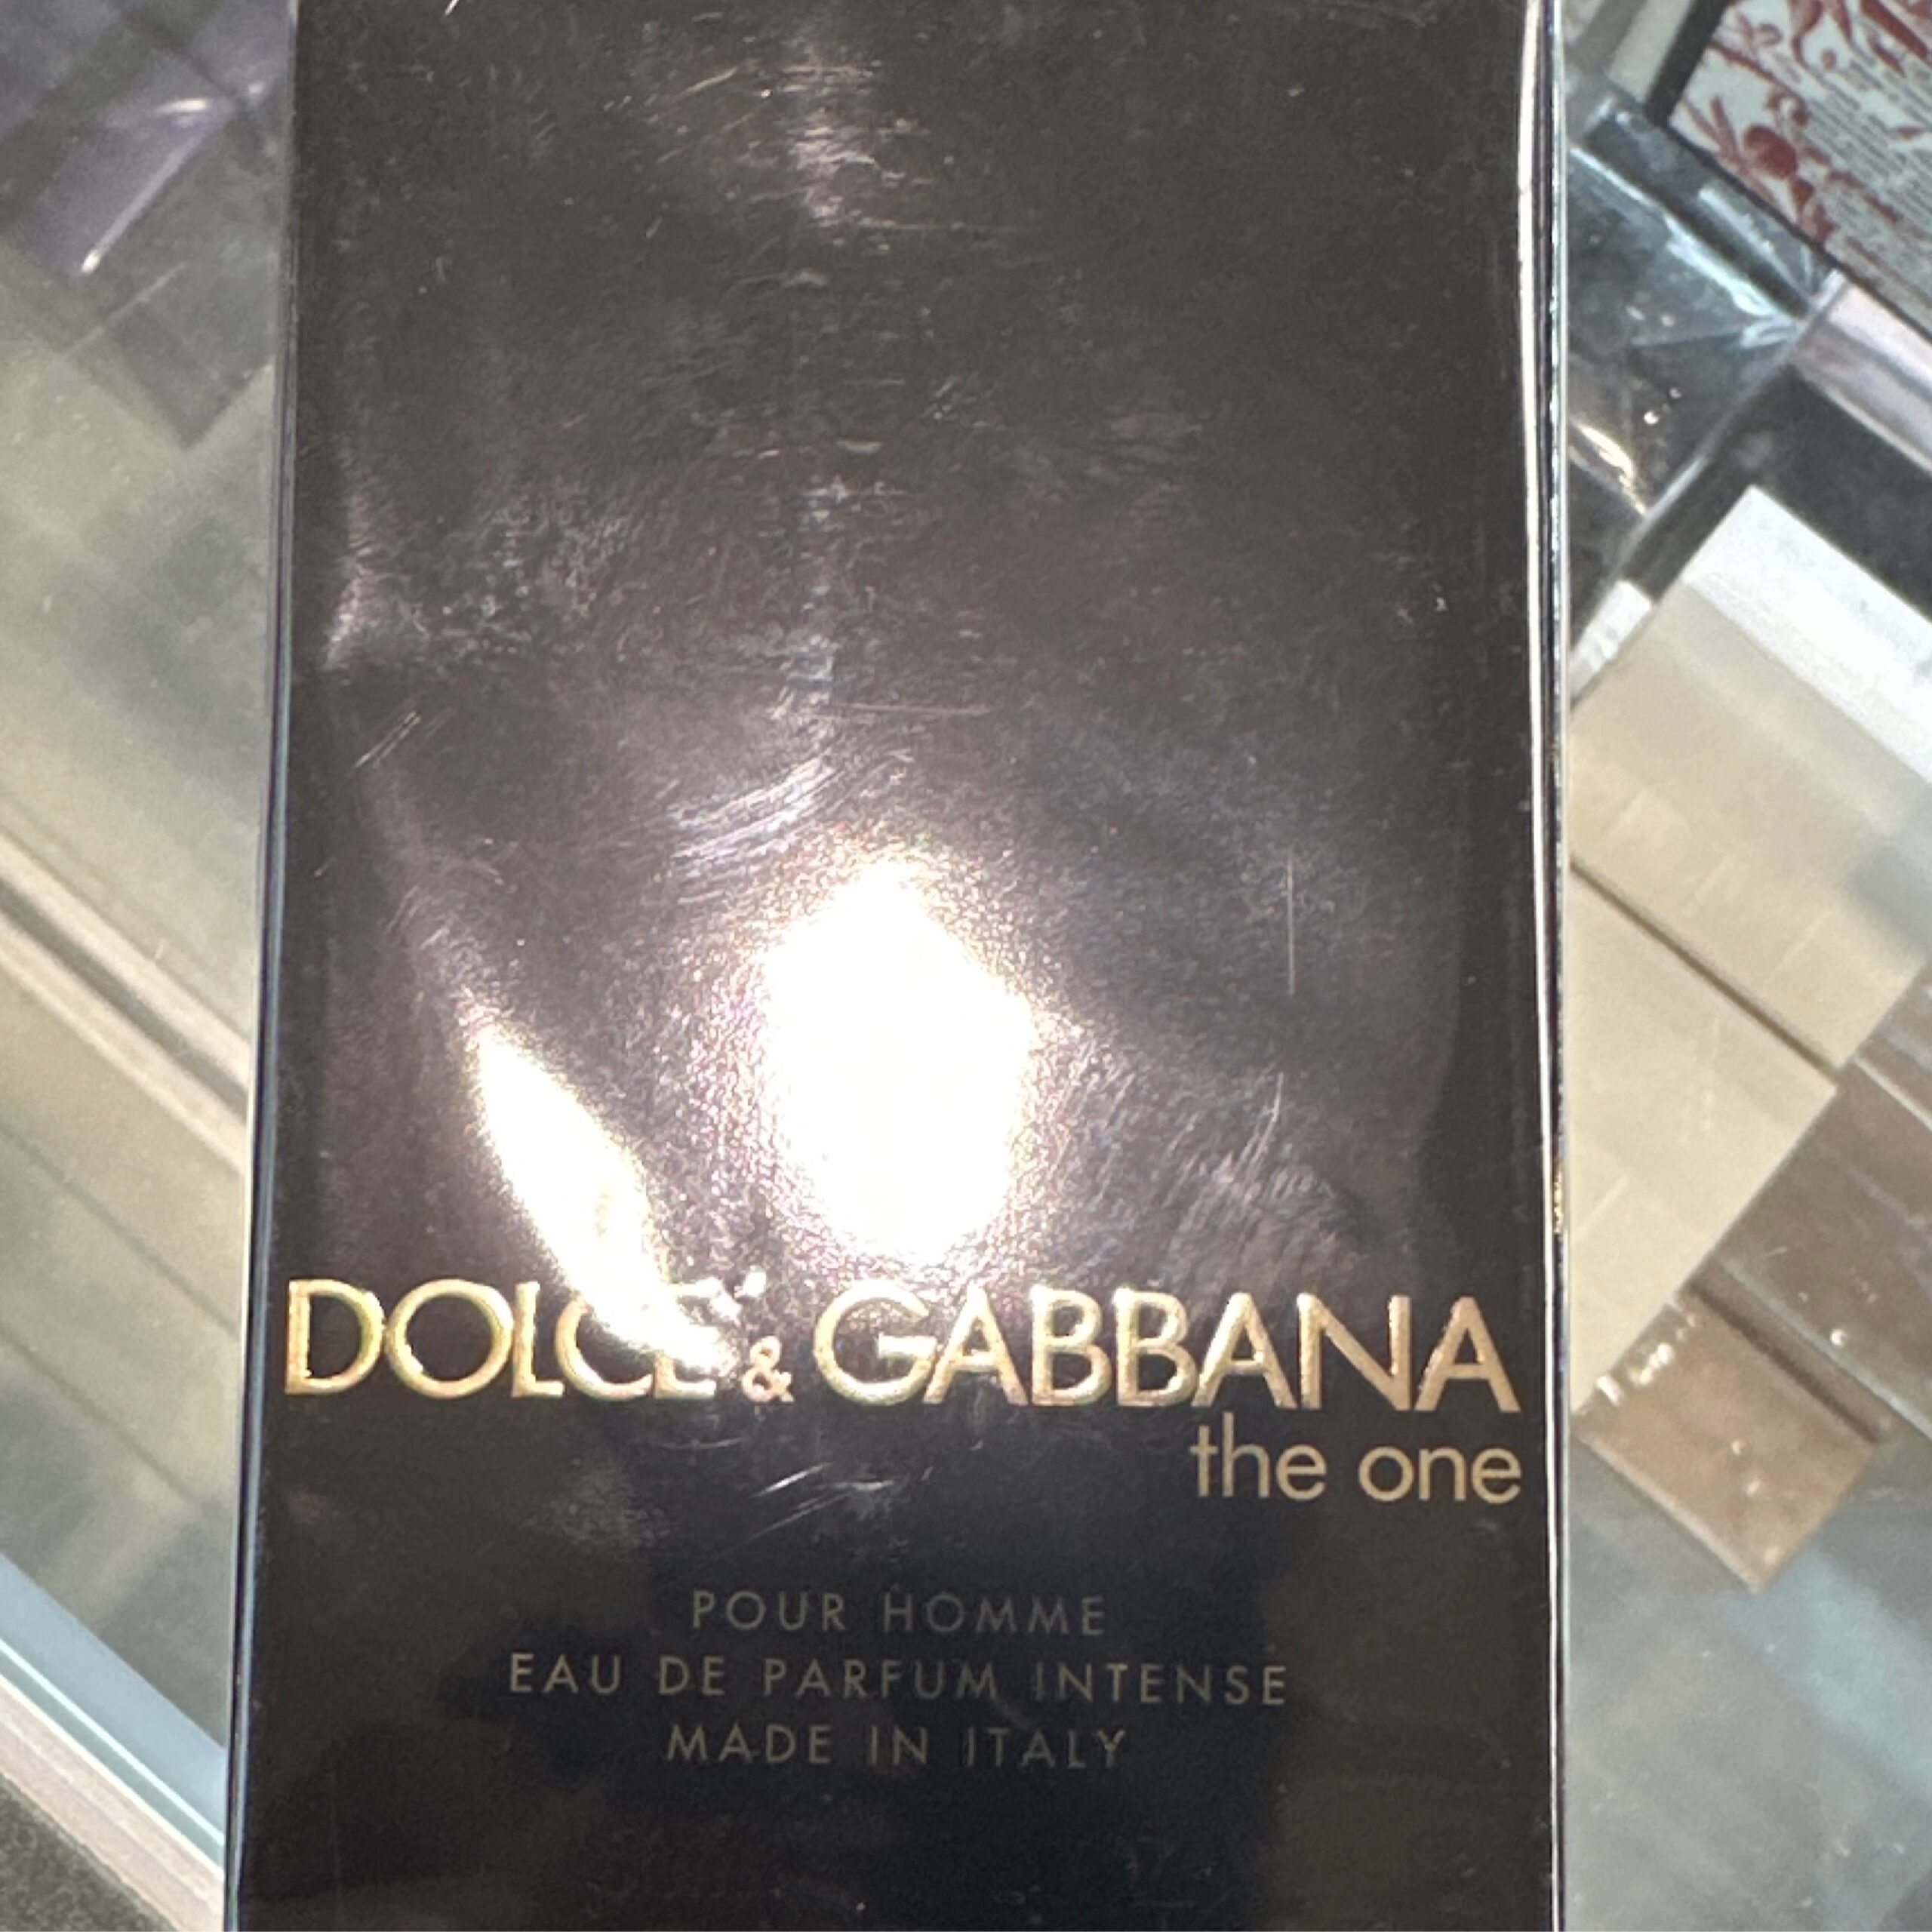 DOLCE & GABBANA
the one
POUR HOMME
EAU DE PARFUM INTENSE
MADE IN ITALY